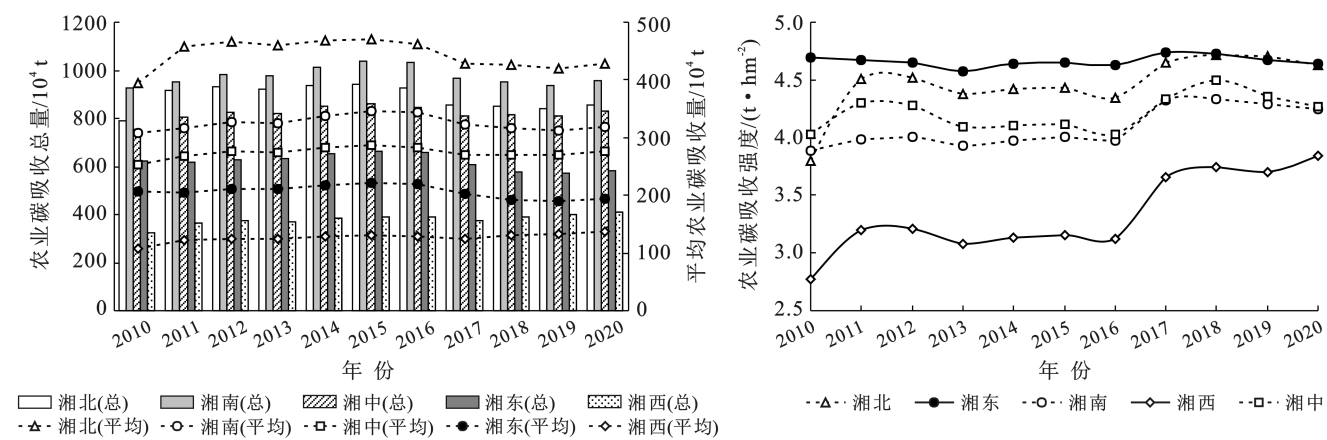 农业碳吸收总量/10⁴ t
1200
1000
800
600
400
200
0
500
400
300
200
100
0
平均农业碳吸收量/10⁴ t
2010 2011 2012 2013 2014 2015 2016 2017 2018 2019 2020
年 份
湘北(总) 湘南(总) 湘中(总) 湘东(总) 湘西(总)
湘北(平均) 湘南(平均) 湘中(平均) 湘东(平均) 湘西(平均)
农业碳吸收强度/(t·hm⁻²)
5.0
4.5
4.0
3.5
3.0
2.5
2010 2011 2012 2013 2014 2015 2016 2017 2018 2019 2020
年 份
湘北 湘东 湘南 湘西 湘中